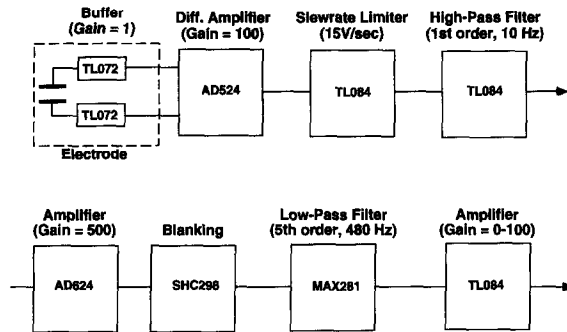 Buffer
(Gain = 1)
Diff. Amplifier
(Gain = 100)
Slewrate Limiter
(15V/sec)
High-Pass Filter
(1st order, 10 Hz)
TL072
TL072
Electrode
AD524
TL084
TL084
Amplifier
(Gain = 500)
Blanking
Low-Pass Filter
(5th order, 480 Hz)
Amplifier
(Gain = 0-100)
AD624
SHC298
MAX281
TL084